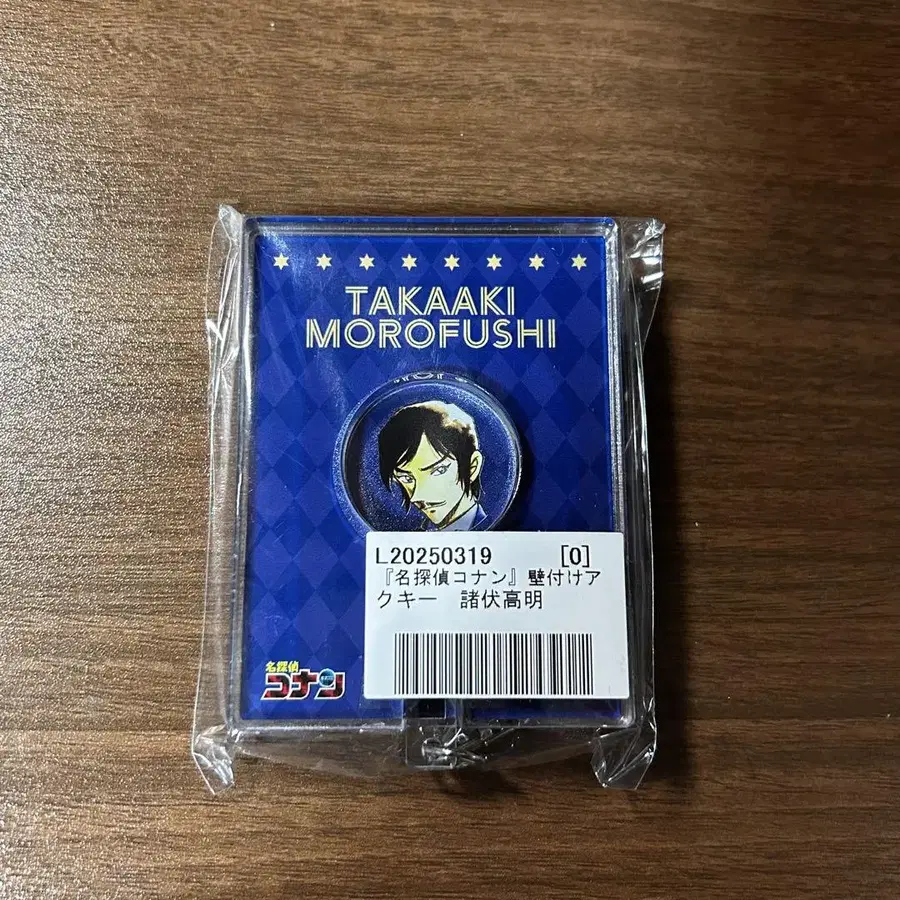 TAKAAKI
MOROFUSHI
L20250319 [0]
『名探偵コナン』壁付けア
クキー 諸伏高明
名探偵
コナン